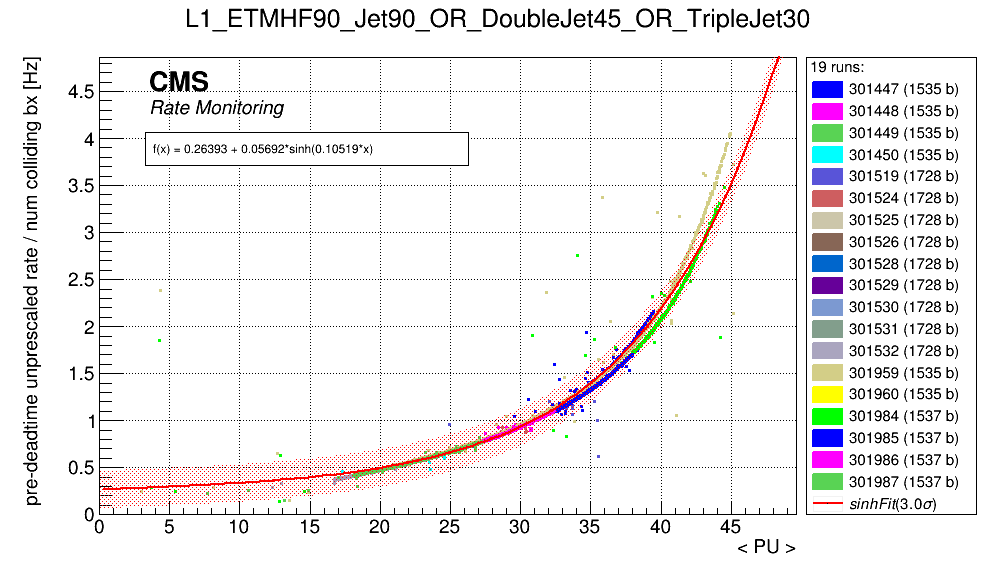 L1_ETMHF90_Jet90_OR_DoubleJet45_OR_TripleJet30
pre-deadtime unprescaled rate / num colliding bx [Hz]
CMS
Rate Monitoring
f(x) = 0.26393 + 0.05692*sinh(0.10519*x)
4.5
4
3.5
3
2.5
2
1.5
1
0.5
0
0 5 10 15 20 25 30 35 40 45
< PU >
19 runs:
301447 (1535 b)
301448 (1535 b)
301449 (1535 b)
301450 (1535 b)
301519 (1728 b)
301524 (1728 b)
301525 (1728 b)
301526 (1728 b)
301528 (1728 b)
301529 (1728 b)
301530 (1728 b)
301531 (1728 b)
301532 (1728 b)
301959 (1535 b)
301960 (1535 b)
301984 (1537 b)
301985 (1537 b)
301986 (1537 b)
301987 (1537 b)
sinhFit(3.0σ)